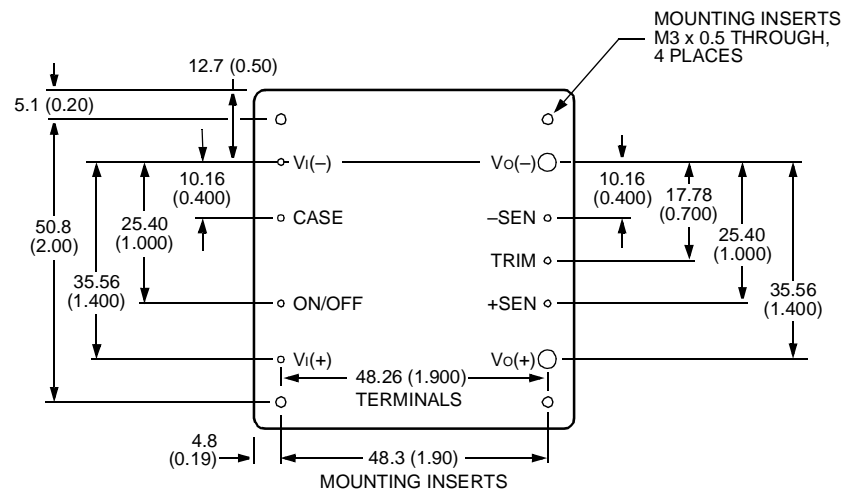 MOUNTING INSERTS
M3 x 0.5 THROUGH,
4 PLACES
12.7 (0.50)
5.1 (0.20)
VI(–)
VO(–)
10.16
(0.400)
10.16
(0.400)
17.78
(0.700)
CASE
–SEN
50.8
(2.00)
25.40
(1.000)
25.40
(1.000)
TRIM
35.56
(1.400)
35.56
(1.400)
ON/OFF
+SEN
VI(+)
VO(+)
48.26 (1.900)
TERMINALS
4.8
(0.19)
48.3 (1.90)
MOUNTING INSERTS